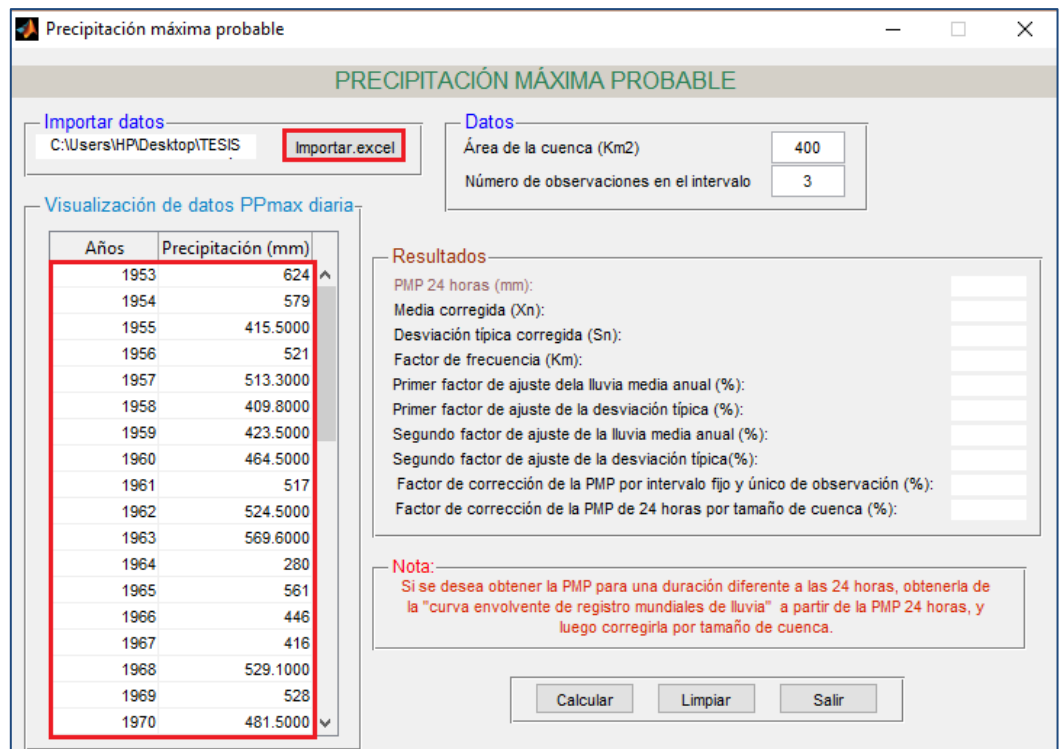 Precipitación máxima probable
PRECIPITACIÓN MÁXIMA PROBABLE
Importar datos
C:\Users\HP\Desktop\TESIS
Importar.excel
Datos
Área de la cuenca (Km2)
400
Número de observaciones en el intervalo
3
Visualización de datos PPmax diaria
Años Precipitación (mm)
1953 624
1954 579
1955 415.5000
1956 521
1957 513.3000
1958 409.8000
1959 423.5000
1960 464.5000
1961 517
1962 524.5000
1963 569.6000
1964 280
1965 561
1966 446
1967 416
1968 529.1000
1969 528
1970 481.5000
Resultados
PMP 24 horas (mm):
Media corregida (Xn):
Desviación típica corregida (Sn):
Factor de frecuencia (Km):
Primer factor de ajuste dela lluvia media anual (%):
Primer factor de ajuste de la desviación típica (%):
Segundo factor de ajuste de la lluvia media anual (%):
Segundo factor de ajuste de la desviación típica(%):
Factor de corrección de la PMP por intervalo fijo y único de observación (%):
Factor de corrección de la PMP de 24 horas por tamaño de cuenca (%):
Nota:
Si se desea obtener la PMP para una duración diferente a las 24 horas, obtenerla de
la "curva envolvente de registro mundiales de lluvia" a partir de la PMP 24 horas, y
luego corregirla por tamaño de cuenca.
Calcular
Limpiar
Salir